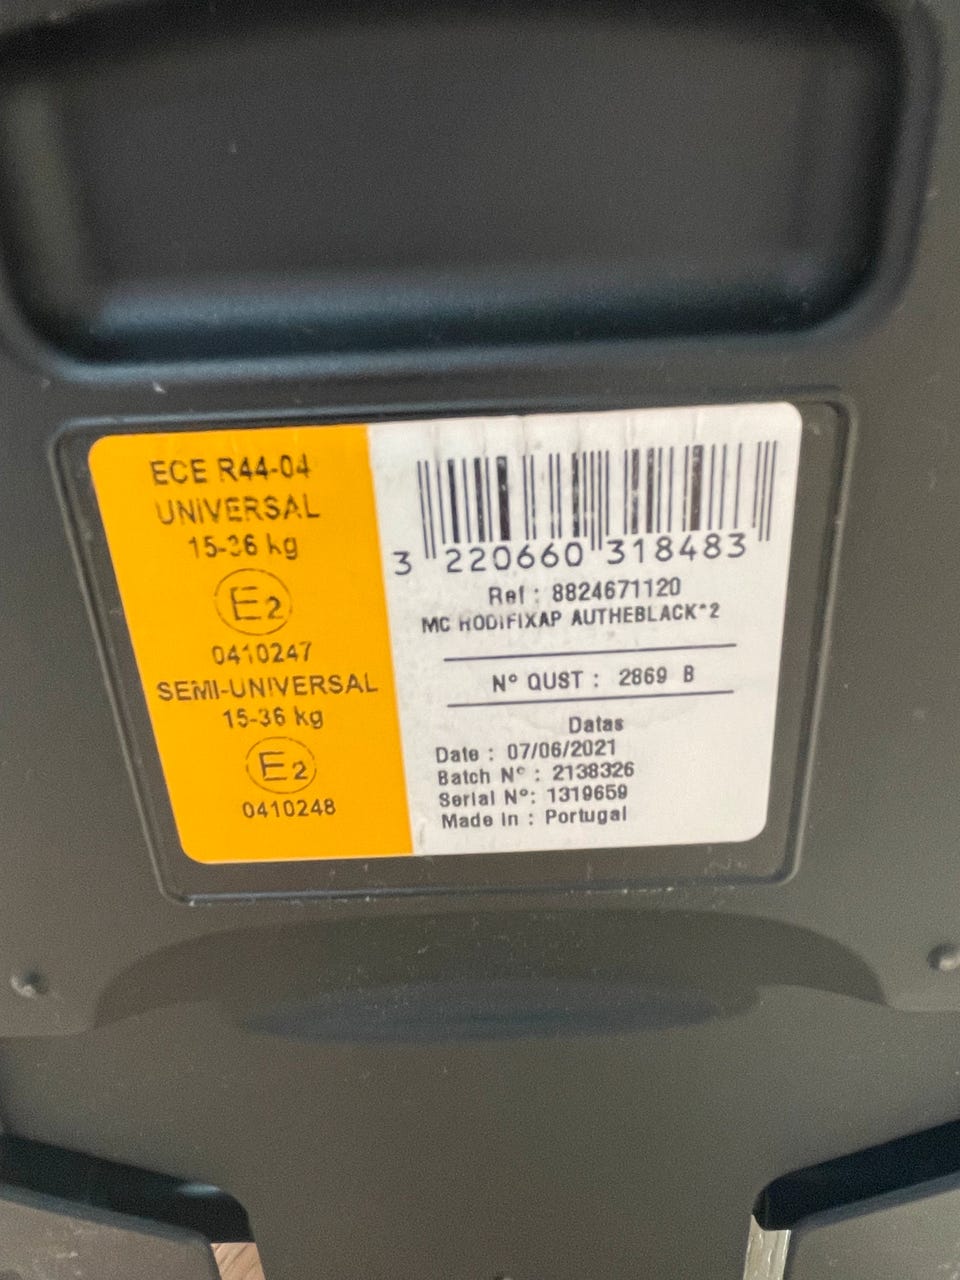 ECE R44-04
UNIVERSAL
15-36 kg
E2
0410247
SEMI-UNIVERSAL
15-36 kg
E2
0410248
3 220660 318483
Ref : 8824671120
MC RODIFIXAP AUTHEBLACK*2
N° QUST : 2869 B
Datas
Date : 07/06/2021
Batch N° : 2138326
Serial N°: 1319659
Made in : Portugal